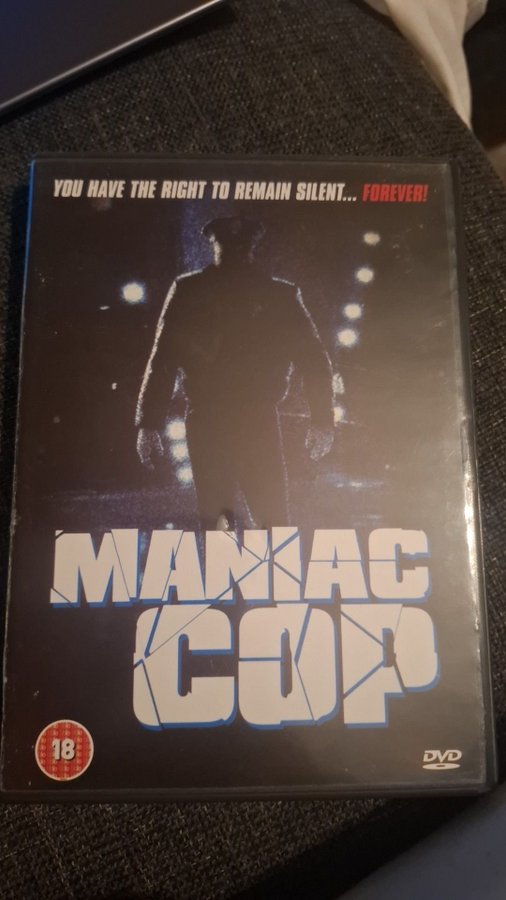 YOU HAVE THE RIGHT TO REMAIN SILENT... FOREVER!
MANIAC
COP
18
DVD